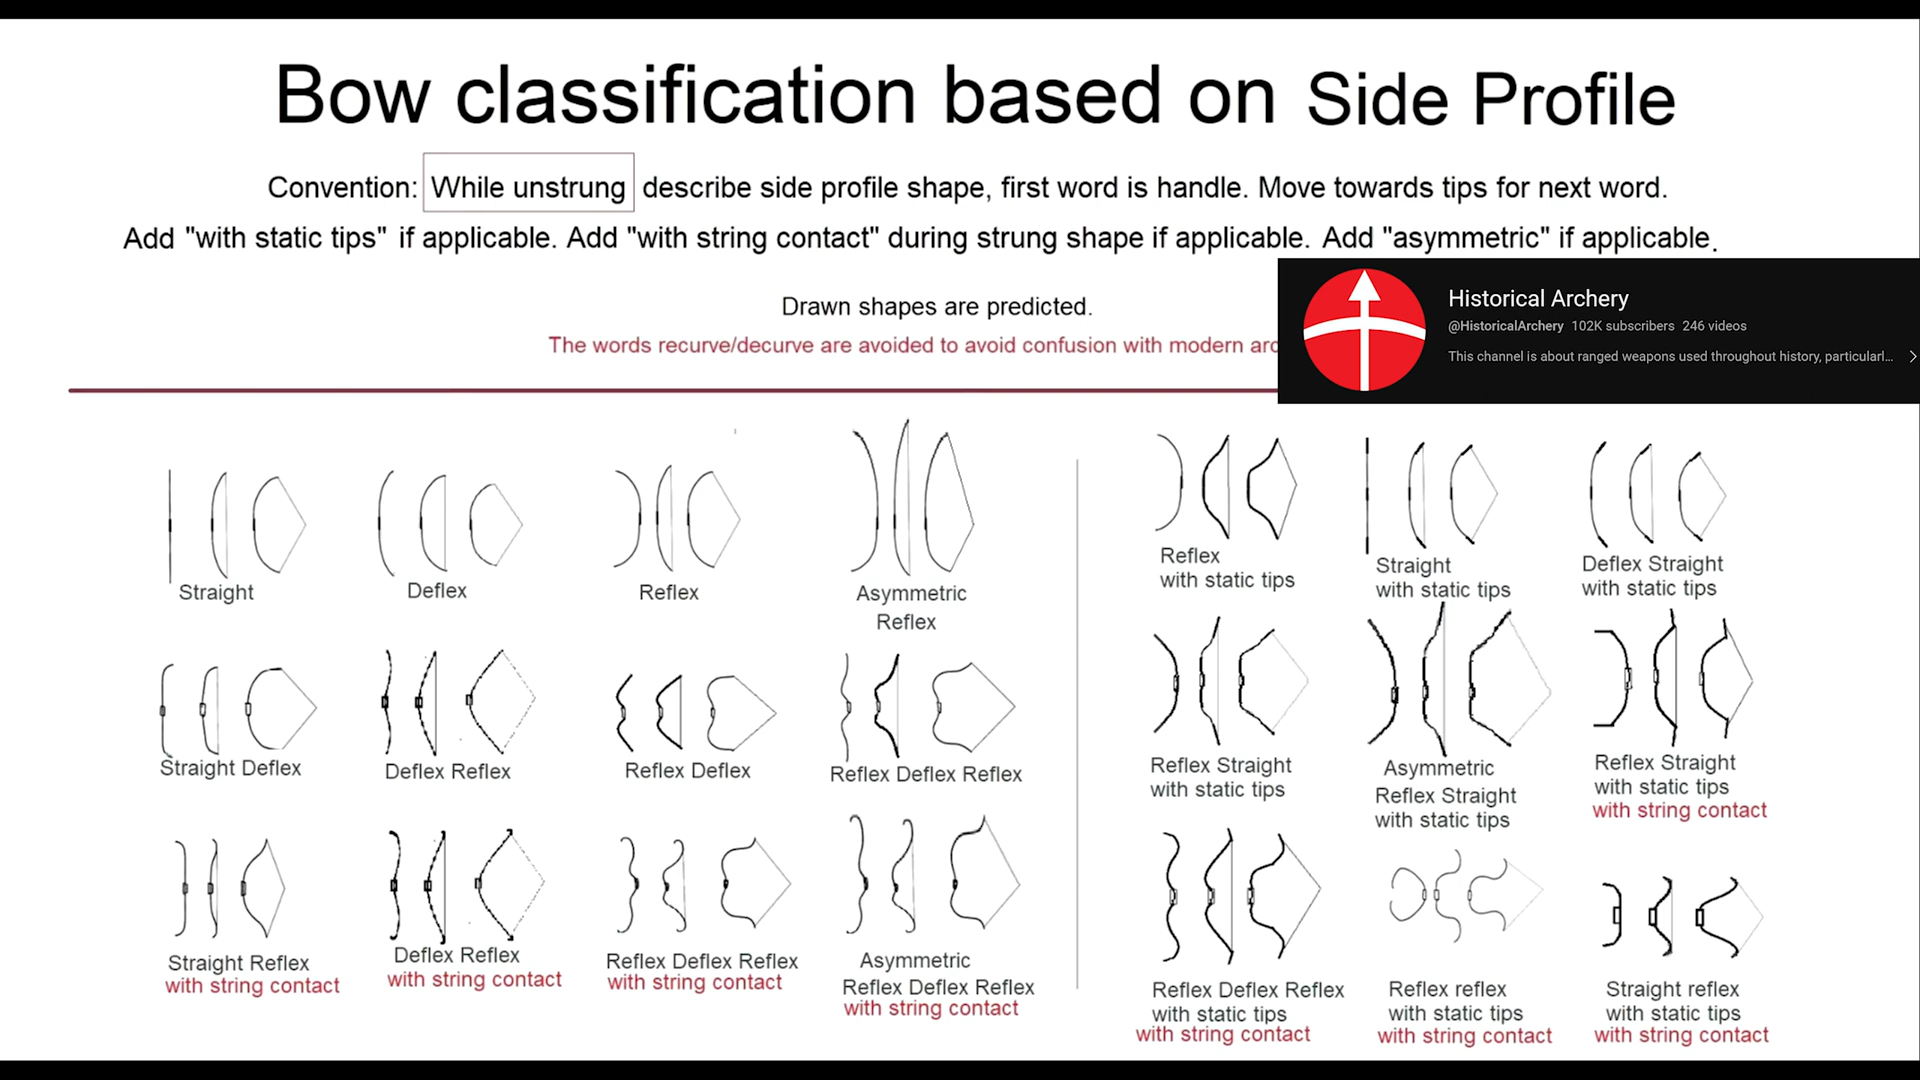 Bow classification based on Side Profile
Convention: While unstrung describe side profile shape, first word is handle. Move towards tips for next word.
Add "with static tips" if applicable. Add "with string contact" during strung shape if applicable. Add "asymmetric" if applicable.
Drawn shapes are predicted.
The words recurve/decurve are avoided to avoid confusion with modern arc
Historical Archery
@HistoricalArchery 102K subscribers 246 videos
This channel is about ranged weapons used throughout history, particularl...
Straight
Deflex
Reflex
Asymmetric
Reflex
Straight Deflex
Deflex Reflex
Reflex Deflex
Reflex Deflex Reflex
Straight Reflex
with string contact
Deflex Reflex
with string contact
Reflex Deflex Reflex
with string contact
Asymmetric
Reflex Deflex Reflex
with string contact
Reflex
with static tips
Straight
with static tips
Deflex Straight
with static tips
Reflex Straight
with static tips
Asymmetric
Reflex Straight
with static tips
Reflex Straight
with static tips
with string contact
Reflex Deflex Reflex
with static tips
with string contact
Reflex reflex
with static tips
with string contact
Straight reflex
with static tips
with string contact